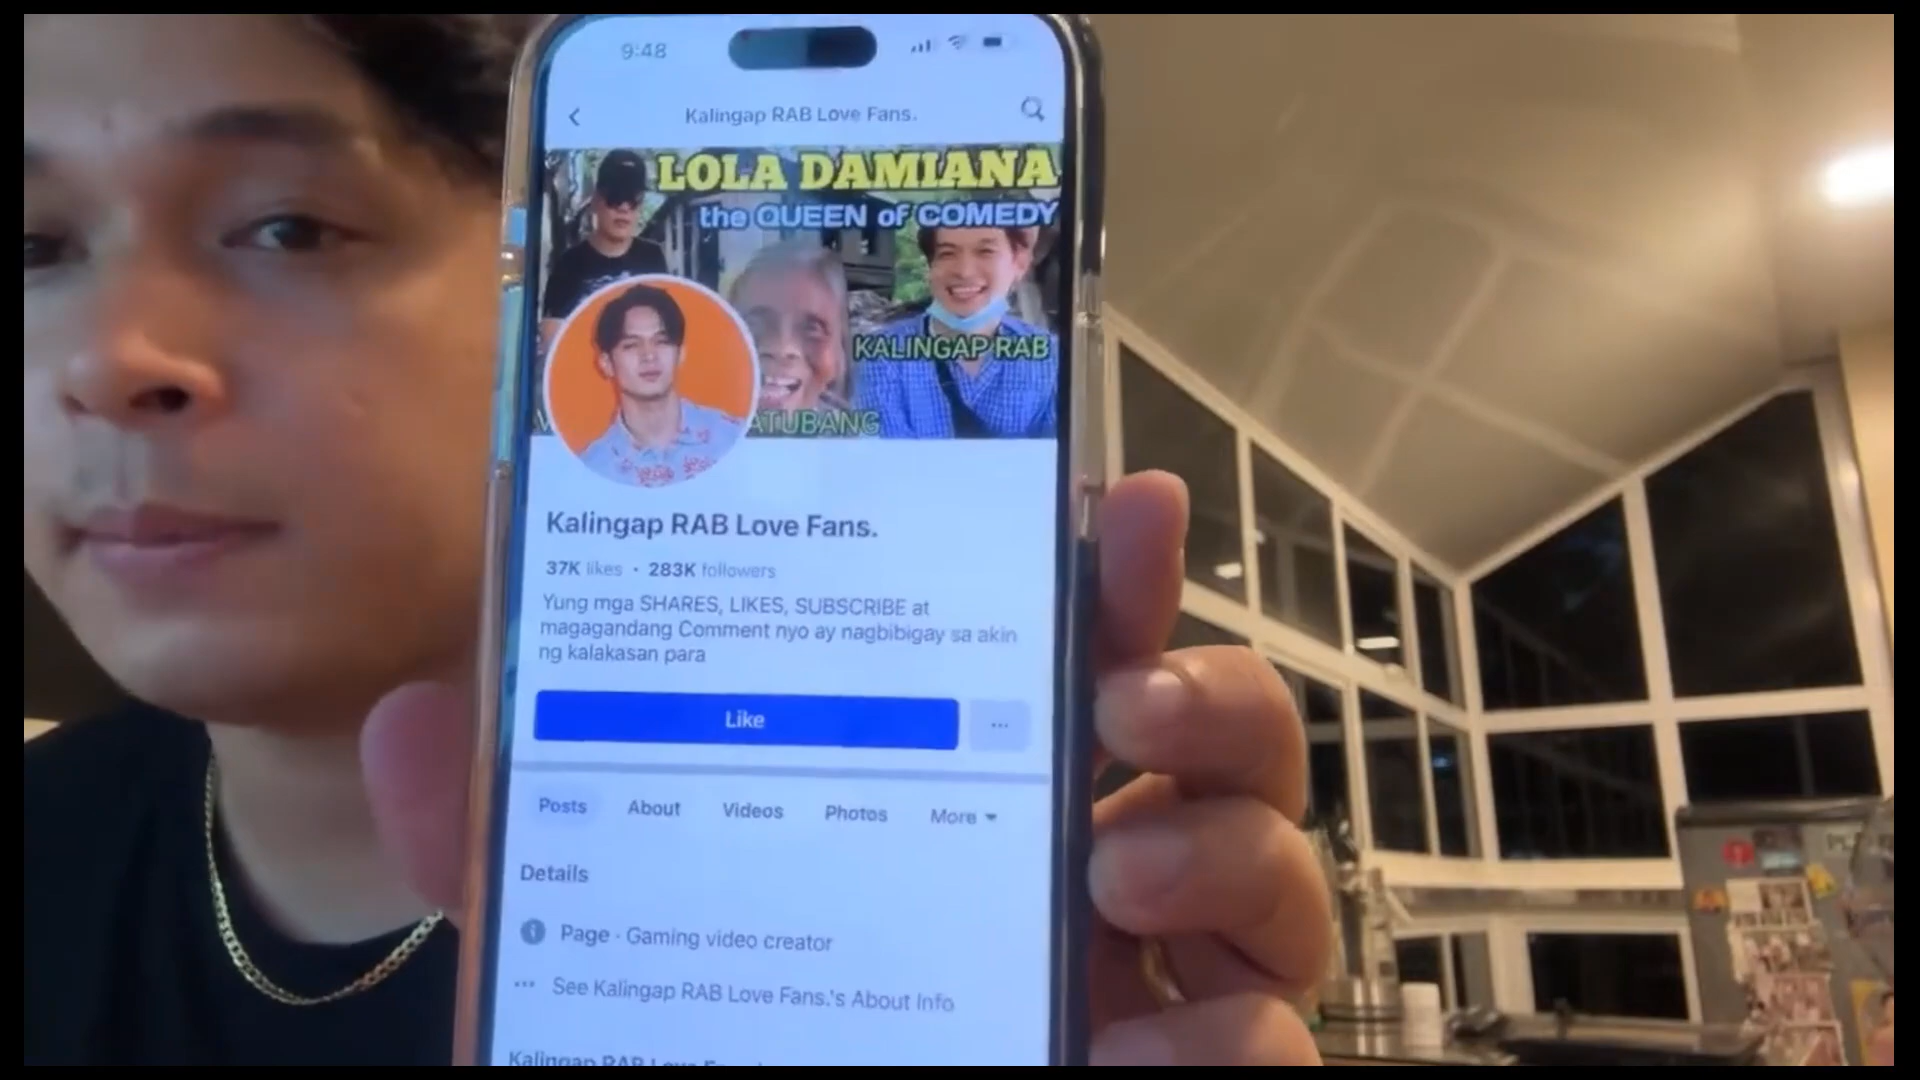 9:48
Kalingap RAB Love Fans.
LOLA DAMIANA
the QUEEN of COMEDY
KALINGAP RAB
ATUBANG
Kalingap RAB Love Fans.
37K likes · 283K followers
Yung mga SHARES, LIKES, SUBSCRIBE at
magagandang Comment nyo ay nagbibigay sa akin
ng kalakasan para
Like
...
Posts About Videos Photos More
Details
Page · Gaming video creator
... See Kalingap RAB Love Fans.'s About Info
Kalingap RAB Love